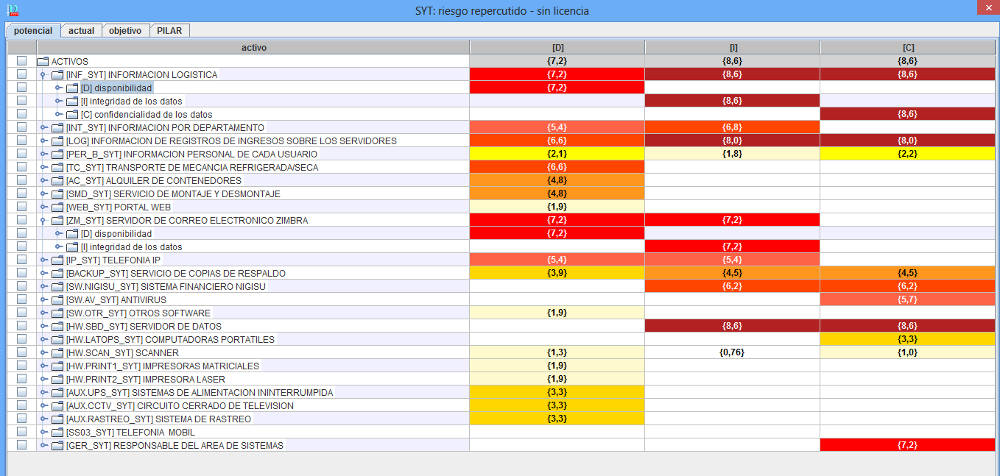 SYT: riesgo repercutido - sin licencia
potencial actual objetivo PILAR
activo [D] [I] [C]
ACTIVOS {7,2} {8,6} {8,6}
[INF_SYT] INFORMACION LOGISTICA {7,2} {8,6} {8,6}
[D] disponibilidad {7,2}
[I] integridad de los datos {8,6}
[C] confidencialidad de los datos {8,6}
[INT_SYT] INFORMACION POR DEPARTAMENTO {5,4} {6,8}
[LOG] INFORMACION DE REGISTROS DE INGRESOS SOBRE LOS SERVIDORES {6,6} {8,0} {8,0}
[PER_B_SYT] INFORMACION PERSONAL DE CADA USUARIO {2,1} {1,8} {2,2}
[TC_SYT] TRANSPORTE DE MECANCIA REFRIGERADA/SECA {6,6}
[AC_SYT] ALQUILER DE CONTENEDORES {4,8}
[SMD_SYT] SERVICIO DE MONTAJE Y DESMONTAJE {4,8}
[WEB_SYT] PORTAL WEB {1,9}
[ZM_SYT] SERVIDOR DE CORREO ELECTRONICO ZIMBRA {7,2} {7,2}
[D] disponibilidad {7,2}
[I] integridad de los datos {7,2}
[IP_SYT] TELEFONIA IP {5,4} {5,4}
[BACKUP_SYT] SERVICIO DE COPIAS DE RESPALDO {3,9} {4,5} {4,5}
[SW.NIGISU_SYT] SISTEMA FINANCIERO NIGISU {6,2} {6,2}
[SW.AV_SYT] ANTIVIRUS {5,7}
[SW.OTR_SYT] OTROS SOFTWARE {1,9}
[HW.SBD_SYT] SERVIDOR DE DATOS {8,6} {8,6}
[HW.LATOPS_SYT] COMPUTADORAS PORTATILES {3,3}
[HW.SCAN_SYT] SCANNER {1,3} {0,76} {1,0}
[HW.PRINT1_SYT] IMPRESORAS MATRICIALES {1,9}
[HW.PRINT2_SYT] IMPRESORA LASER {1,9}
[AUX.UPS_SYT] SISTEMAS DE ALIMENTACION ININTERRUMPIDA {3,3}
[AUX.CCTV_SYT] CIRCUITO CERRADO DE TELEVISION {3,3}
[AUX.RASTREO_SYT] SISTEMA DE RASTREO {3,3}
[SS03_SYT] TELEFONIA MOBIL
[GER_SYT] RESPONSABLE DEL AREA DE SISTEMAS {7,2}